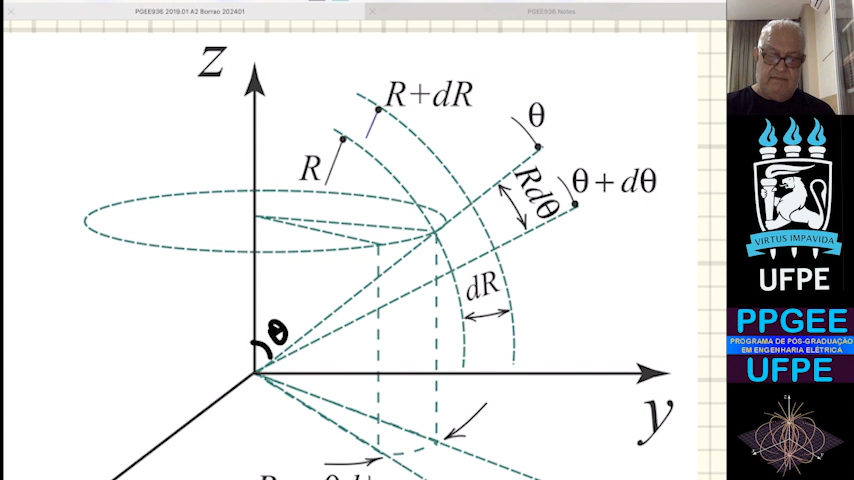 PGEE936 2019.01 A2 Borrao 202401
PGEE936 Notes
z
R+dR
θ
R
Rdθ
θ + dθ
dR
θ
y
VIRTUS IMPAVIDA
UFPE
PPGEE
PROGRAMA DE PÓS-GRADUAÇÃO
EM ENGENHARIA ELÉTRICA
UFPE